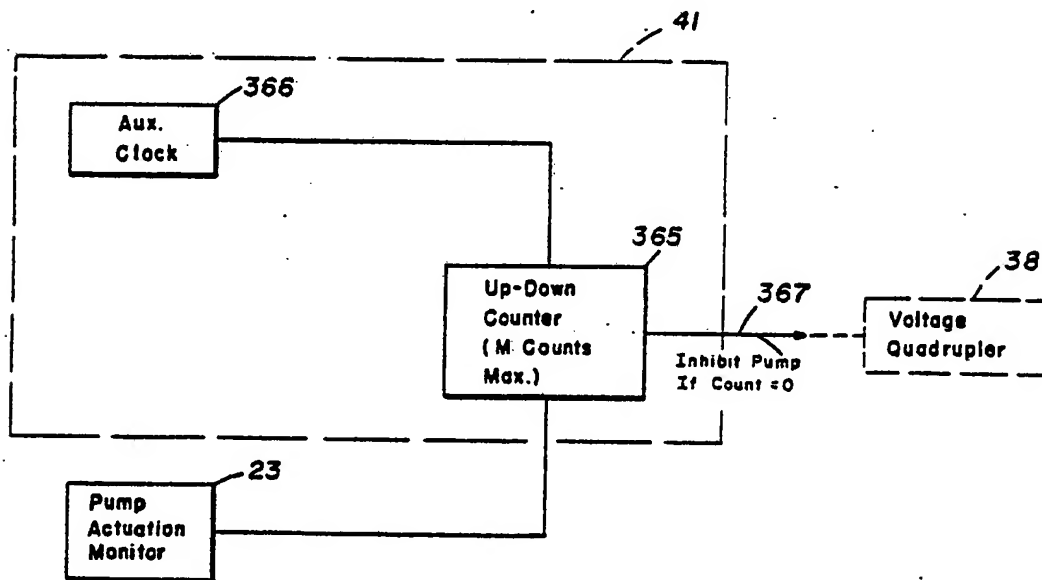 41
366
Aux.
Clock
365
Up-Down
Counter
(M Counts
Max.)
367
Inhibit Pump
If Count =0
38
Voltage
Quadrupler
23
Pump
Actuation
Monitor